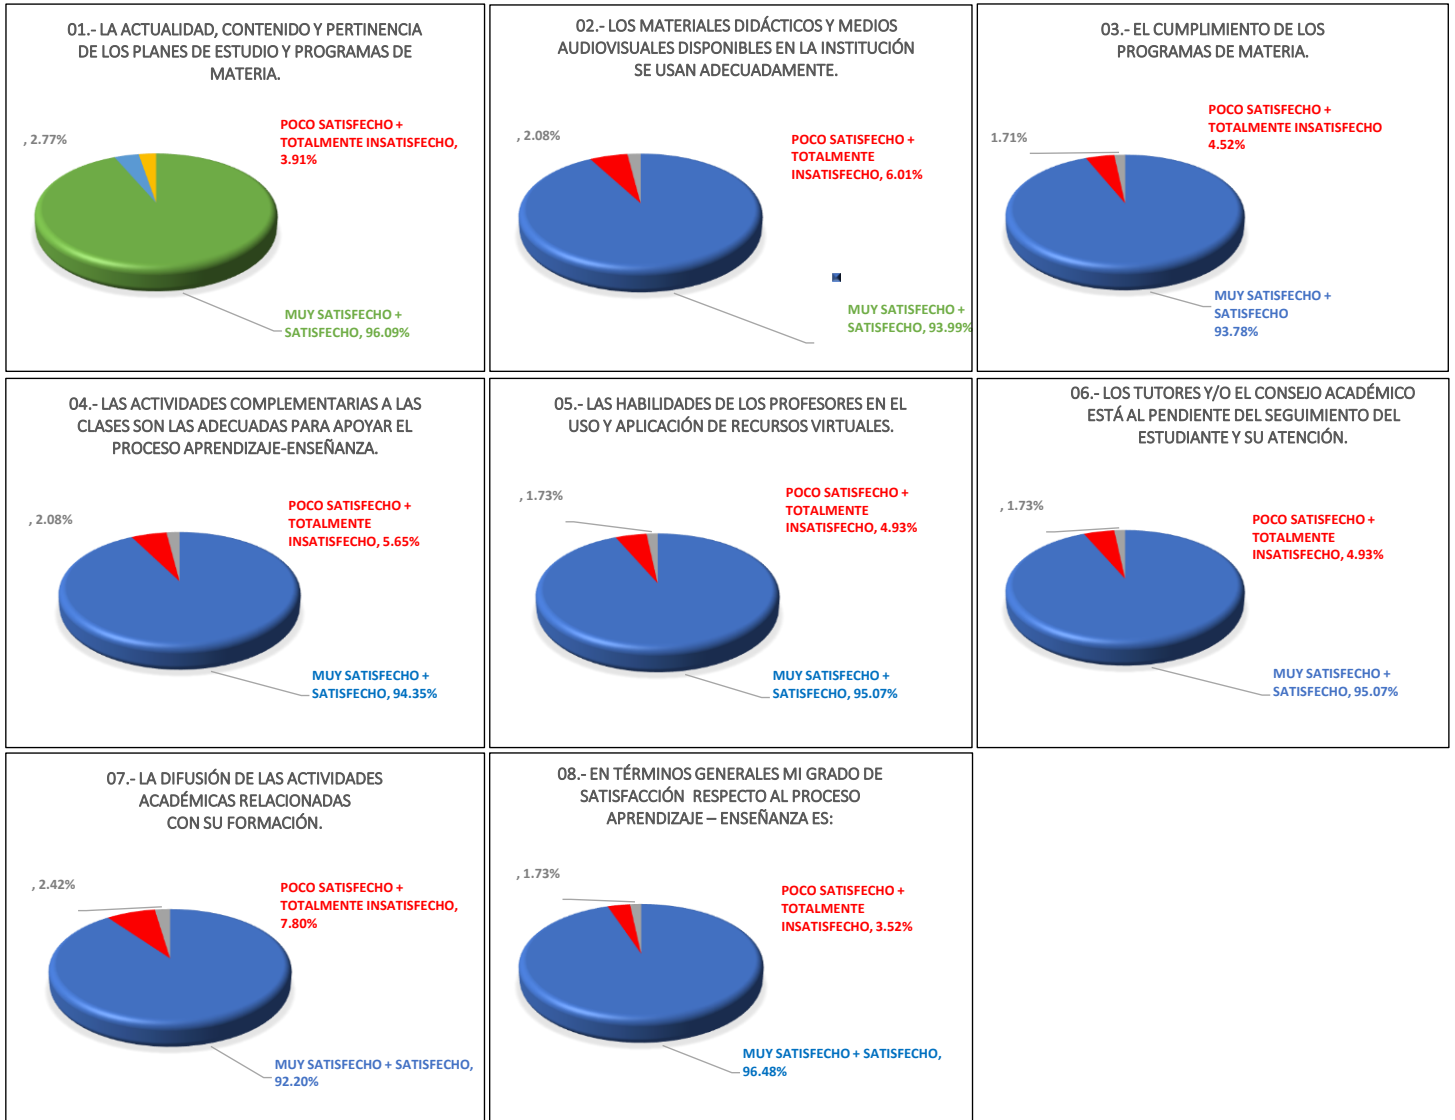 01.- LA ACTUALIDAD, CONTENIDO Y PERTINENCIA
DE LOS PLANES DE ESTUDIO Y PROGRAMAS DE
MATERIA.
, 2.77%
POCO SATISFECHO +
TOTALMENTE INSATISFECHO,
3.91%
MUY SATISFECHO +
SATISFECHO, 96.09%
02.- LOS MATERIALES DIDÁCTICOS Y MEDIOS
AUDIOVISUALES DISPONIBLES EN LA INSTITUCIÓN
SE USAN ADECUADAMENTE.
, 2.08%
POCO SATISFECHO +
TOTALMENTE
INSATISFECHO, 6.01%
MUY SATISFECHO +
SATISFECHO, 93.99%
03.- EL CUMPLIMIENTO DE LOS
PROGRAMAS DE MATERIA.
1.71%
POCO SATISFECHO +
TOTALMENTE INSATISFECHO
4.52%
MUY SATISFECHO +
SATISFECHO
93.78%
04.- LAS ACTIVIDADES COMPLEMENTARIAS A LAS
CLASES SON LAS ADECUADAS PARA APOYAR EL
PROCESO APRENDIZAJE-ENSEÑANZA.
, 2.08%
POCO SATISFECHO +
TOTALMENTE
INSATISFECHO, 5.65%
MUY SATISFECHO +
SATISFECHO, 94.35%
05.- LAS HABILIDADES DE LOS PROFESORES EN EL
USO Y APLICACIÓN DE RECURSOS VIRTUALES.
, 1.73%
POCO SATISFECHO +
TOTALMENTE
INSATISFECHO, 4.93%
MUY SATISFECHO +
SATISFECHO, 95.07%
06.- LOS TUTORES Y/O EL CONSEJO ACADÉMICO
ESTÁ AL PENDIENTE DEL SEGUIMIENTO DEL
ESTUDIANTE Y SU ATENCIÓN.
, 1.73%
POCO SATISFECHO +
TOTALMENTE
INSATISFECHO, 4.93%
MUY SATISFECHO +
SATISFECHO, 95.07%
07.- LA DIFUSIÓN DE LAS ACTIVIDADES
ACADÉMICAS RELACIONADAS
CON SU FORMACIÓN.
, 2.42%
POCO SATISFECHO +
TOTALMENTE INSATISFECHO,
7.80%
MUY SATISFECHO + SATISFECHO,
92.20%
08.- EN TÉRMINOS GENERALES MI GRADO DE
SATISFACCIÓN RESPECTO AL PROCESO
APRENDIZAJE – ENSEÑANZA ES:
, 1.73%
POCO SATISFECHO +
TOTALMENTE
INSATISFECHO, 3.52%
MUY SATISFECHO + SATISFECHO,
96.48%